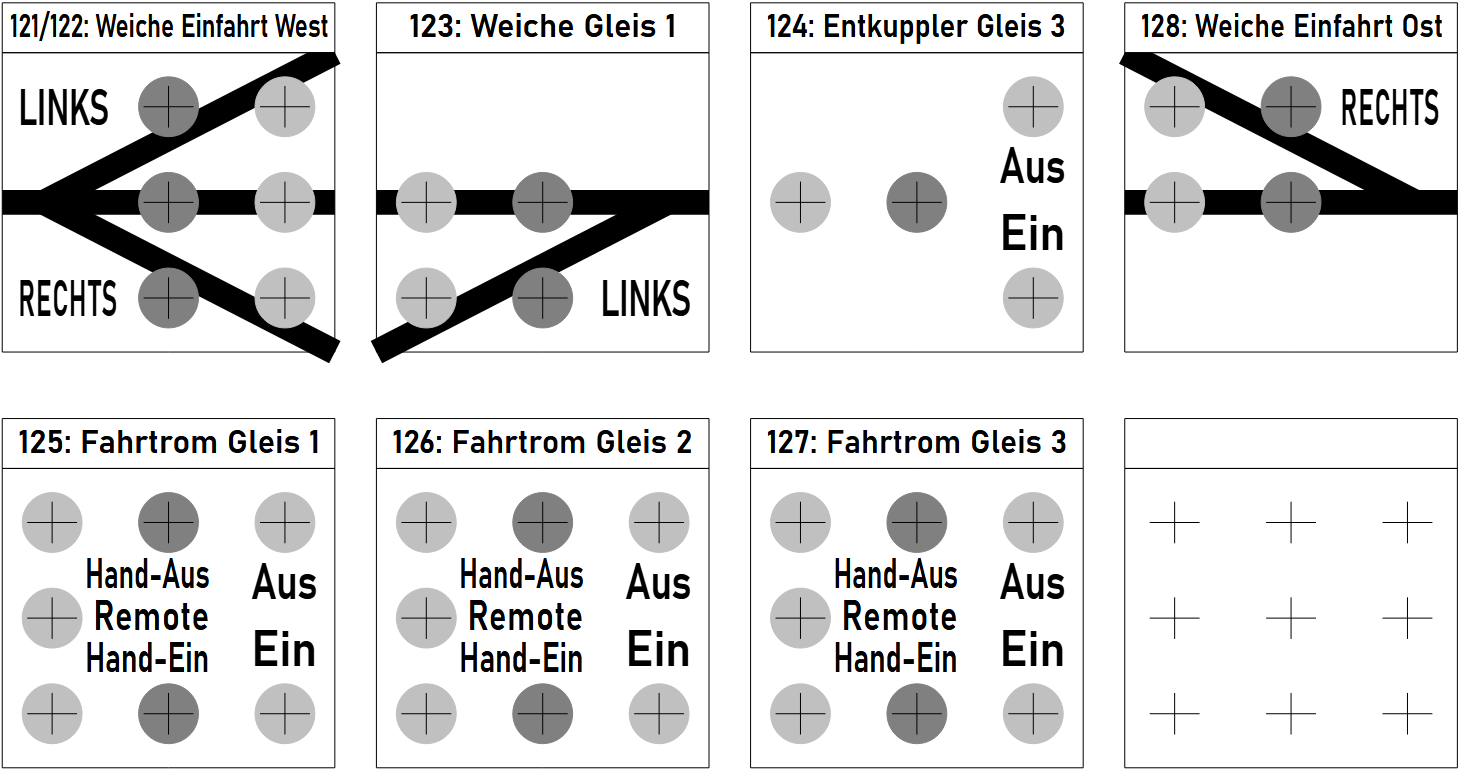 121/122: Weiche Einfahrt West
LINKS
RECHTS
123: Weiche Gleis 1
LINKS
124: Entkuppler Gleis 3
Aus
Ein
128: Weiche Einfahrt Ost
RECHTS
125: Fahrtrom Gleis 1
Hand-Aus
Remote
Hand-Ein
Aus
Ein
126: Fahrtrom Gleis 2
Hand-Aus
Remote
Hand-Ein
Aus
Ein
127: Fahrtrom Gleis 3
Hand-Aus
Remote
Hand-Ein
Aus
Ein